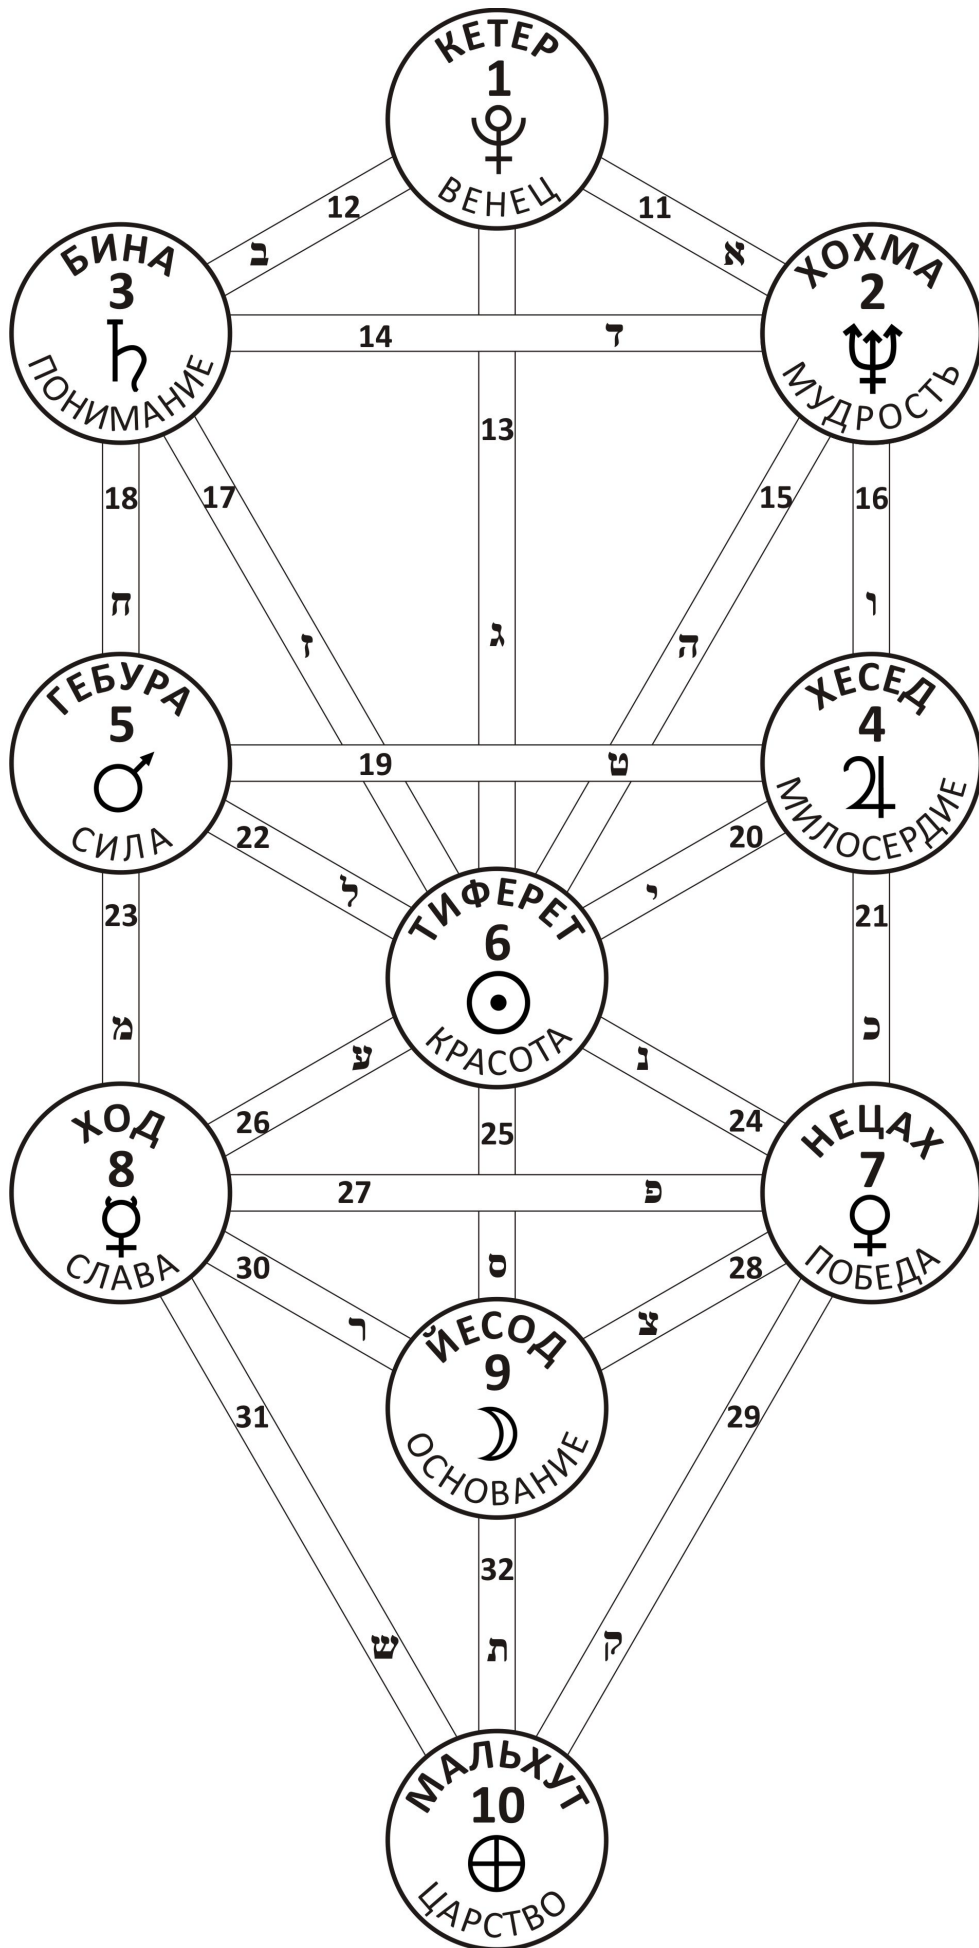 КЕТЕР
1
ВЕНЕЦ
12
11
ב
א
БИНА
3
ПОНИМАНИЕ
ХОХМА
2
МУДРОСТЬ
14
ד
13
18
17
15
16
ח
ז
ג
ה
ו
ГЕБУРА
5
СИЛА
ХЕСЕД
4
МИЛОСЕРДИЕ
19
ט
22
20
ל
י
ТИФЕРЕТ
6
КРАСОТА
23
21
מ
כ
ע
נ
26
25
24
ХОД
8
СЛАВА
НЕЦАХ
7
ПОБЕДА
27
פ
ס
30
28
ר
צ
ЙЕСОД
9
ОСНОВАНИЕ
31
29
32
ש
ת
ק
МАЛЬХУТ
10
ЦАРСТВО